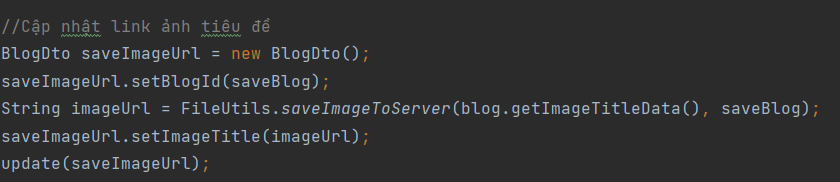 //Cập nhật link ảnh tiêu đề
BlogDto saveImageUrl = new BlogDto();
saveImageUrl.setBlogId(saveBlog);
String imageUrl = FileUtils.saveImageToServer(blog.getImageTitleData(), saveBlog);
saveImageUrl.setImageTitle(imageUrl);
update(saveImageUrl);